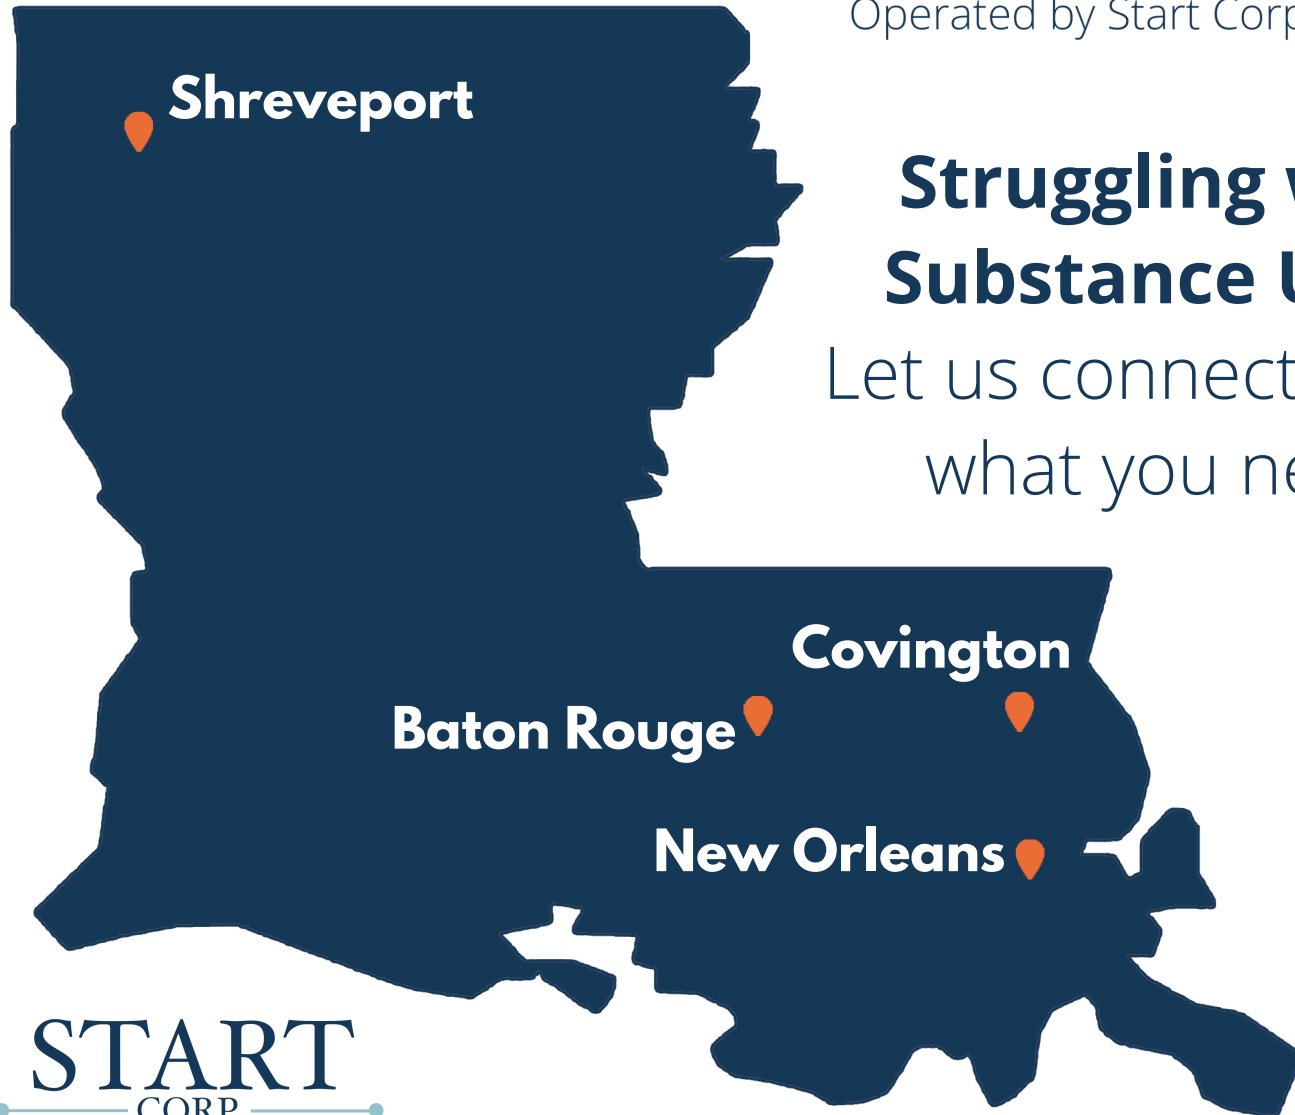 Operated by Start Corp
Shreveport
Struggling
Substance
Let us connect
what you
Covington
Baton Rouge
New Orleans
START
CORP